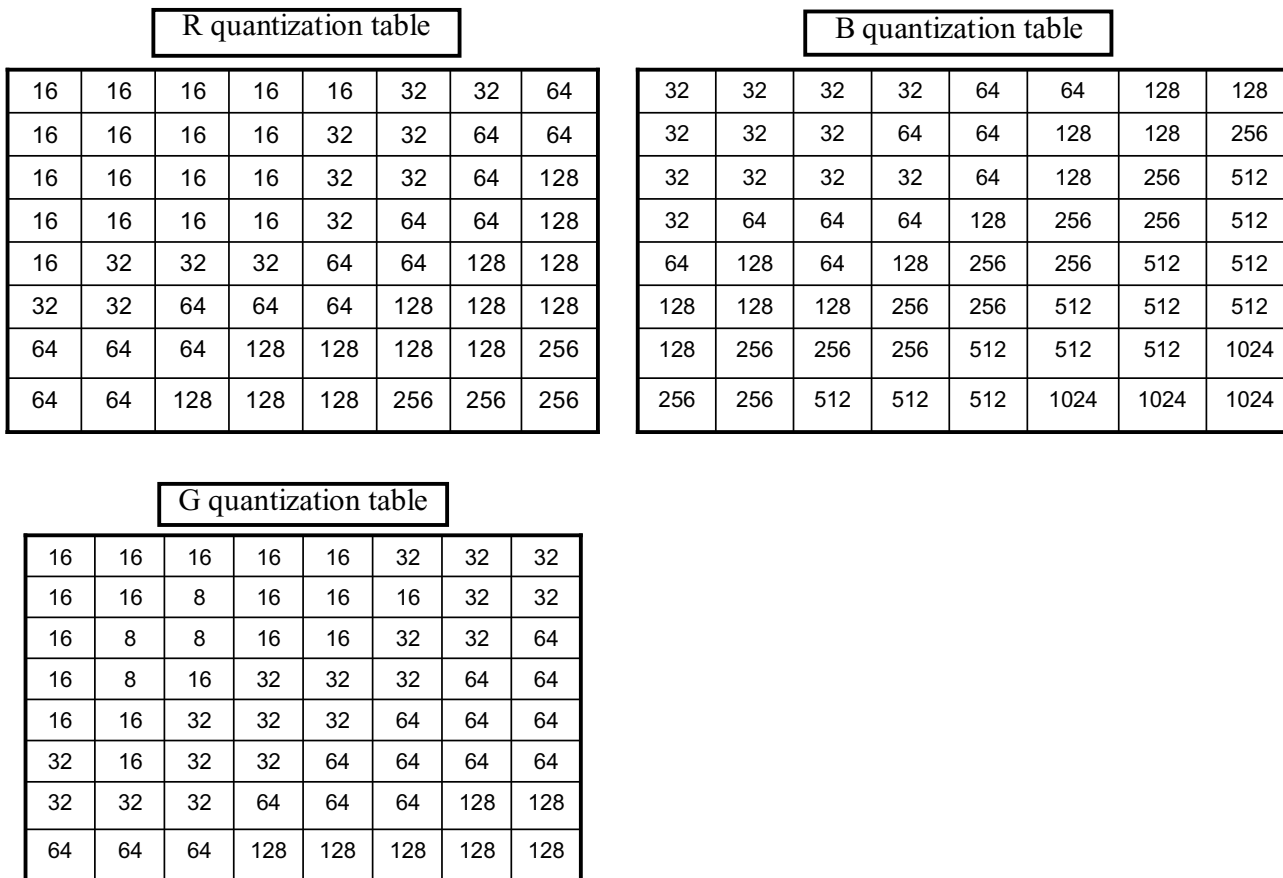 R quantization table
16 16 16 16 16 32 32 64
16 16 16 16 32 32 64 64
16 16 16 16 32 32 64 128
16 16 16 16 32 64 64 128
16 32 32 32 64 64 128 128
32 32 64 64 64 128 128 128
64 64 64 128 128 128 128 256
64 64 128 128 128 256 256 256
B quantization table
32 32 32 32 64 64 128 128
32 32 32 64 64 128 128 256
32 32 32 32 64 128 256 512
32 64 64 64 128 256 256 512
64 128 64 128 256 256 512 512
128 128 128 256 256 512 512 512
128 256 256 256 512 512 512 1024
256 256 512 512 512 1024 1024 1024
G quantization table
16 16 16 16 16 32 32 32
16 16 8 16 16 16 32 32
16 8 8 16 16 32 32 64
16 8 16 32 32 32 64 64
16 16 32 32 32 64 64 64
32 16 32 32 64 64 64 64
32 32 32 64 64 64 128 128
64 64 64 128 128 128 128 128